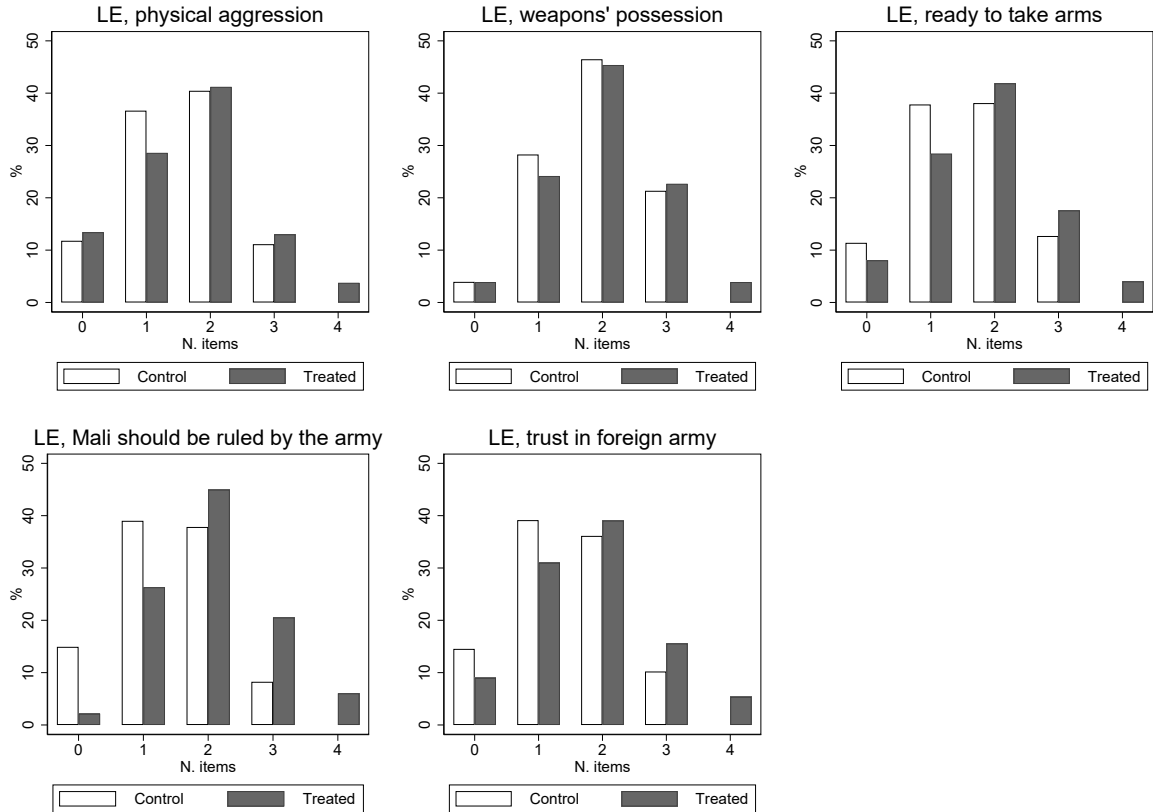 LE, physical aggression
50
40
30
20
10
0
%
0 1 2 3 4
N. items
Control Treated
LE, weapons' possession
50
40
30
20
10
0
%
0 1 2 3 4
N. items
Control Treated
LE, ready to take arms
50
40
30
20
10
0
%
0 1 2 3 4
N. items
Control Treated
LE, Mali should be ruled by the army
50
40
30
20
10
0
%
0 1 2 3 4
N. items
Control Treated
LE, trust in foreign army
50
40
30
20
10
0
%
0 1 2 3 4
N. items
Control Treated